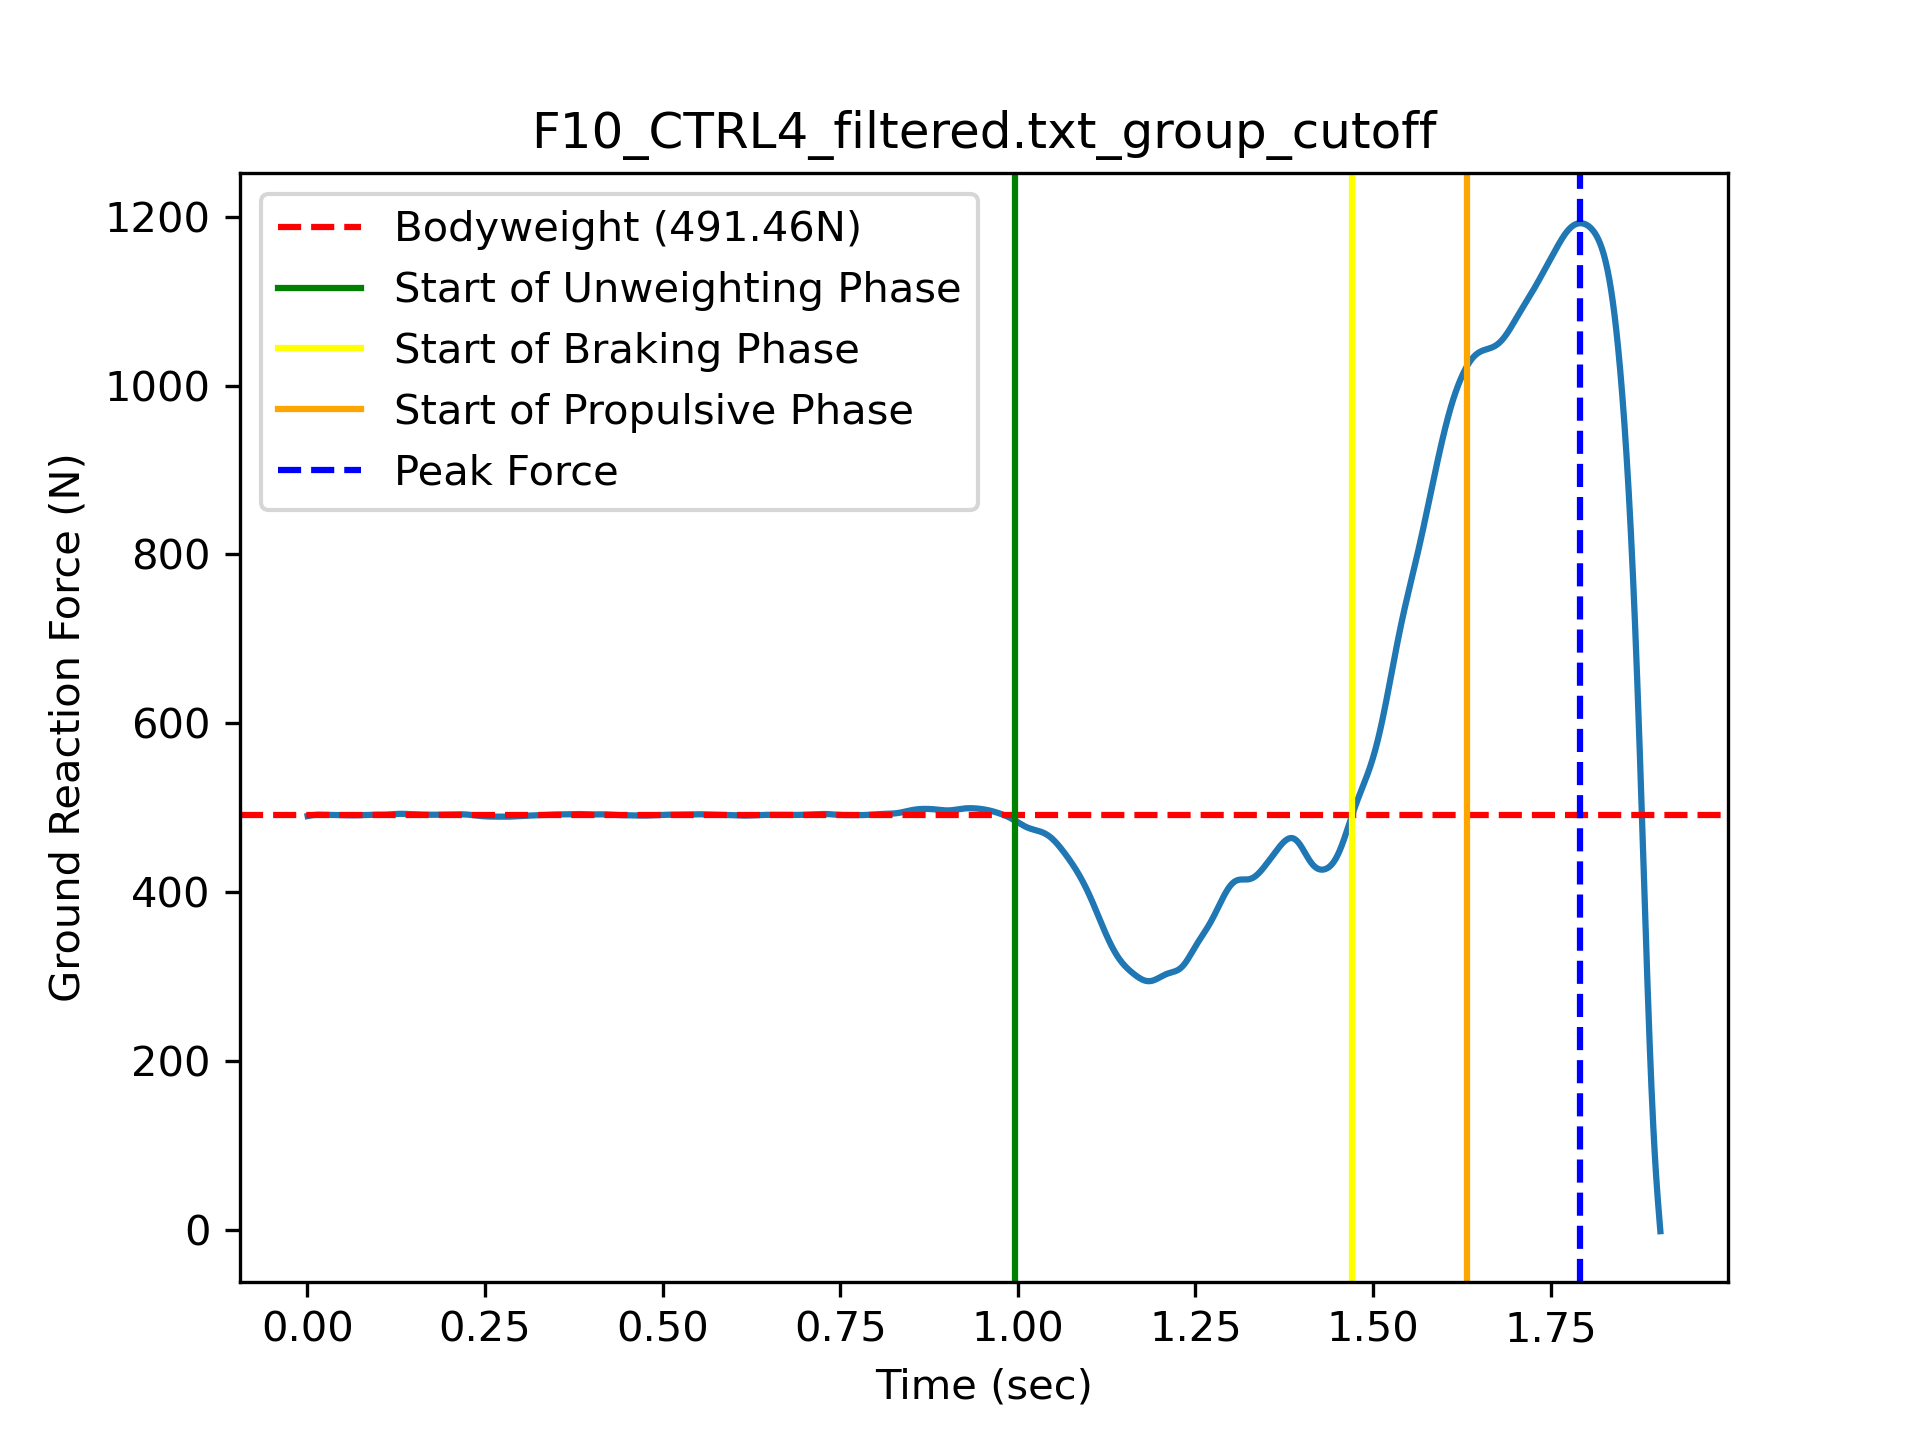 F10_CTRL4_filtered.txt_group_cutoff
Bodyweight (491.46N)
Start of Unweighting Phase
Start of Braking Phase
Start of Propulsive Phase
Peak Force
Ground Reaction Force (N)
1200
1000
800
600
400
200
0
0.00 0.25 0.50 0.75 1.00 1.25 1.50 1.75
Time (sec)